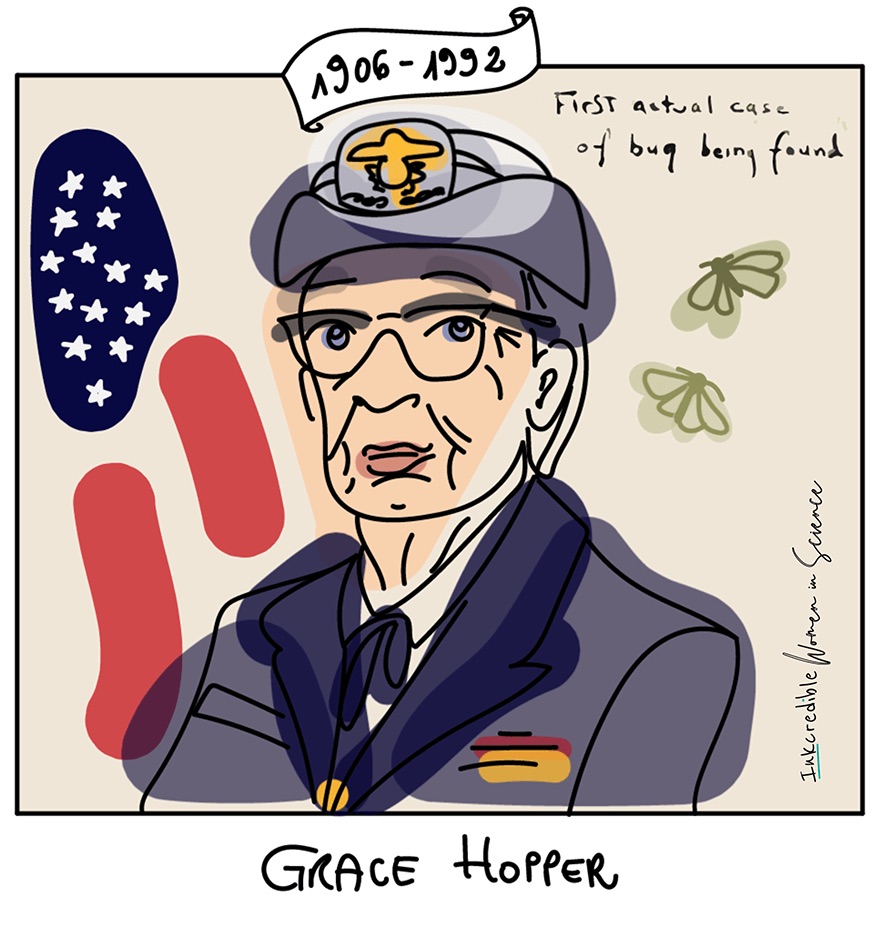 1906-1992
First actual case
of bug being found
Inkcredible Women in Science
GRACE HOPPER